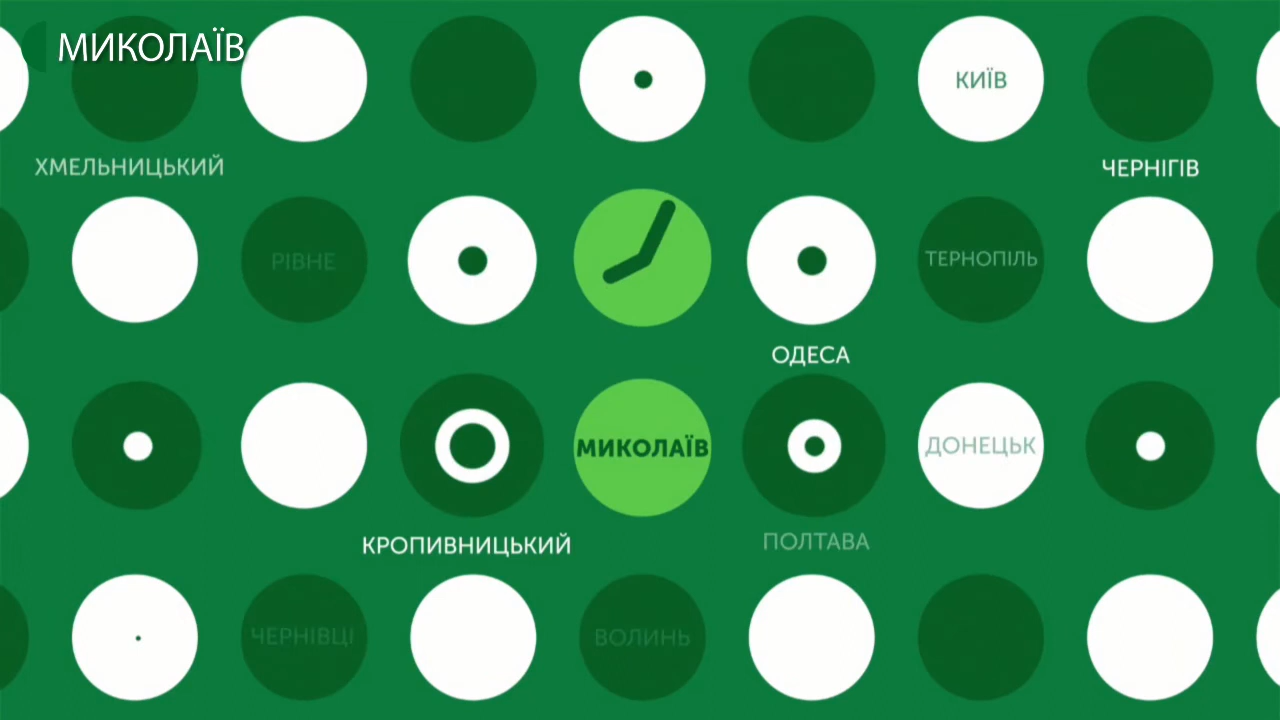 МИКОЛАЇВ
КИЇВ
ХМЕЛЬНИЦЬКИЙ
ЧЕРНІГІВ
РІВНЕ
ТЕРНОПІЛЬ
ОДЕСА
МИКОЛАЇВ
ДОНЕЦЬК
КРОПИВНИЦЬКИЙ
ПОЛТАВА
ЧЕРНІВЦІ
ВОЛИНЬ